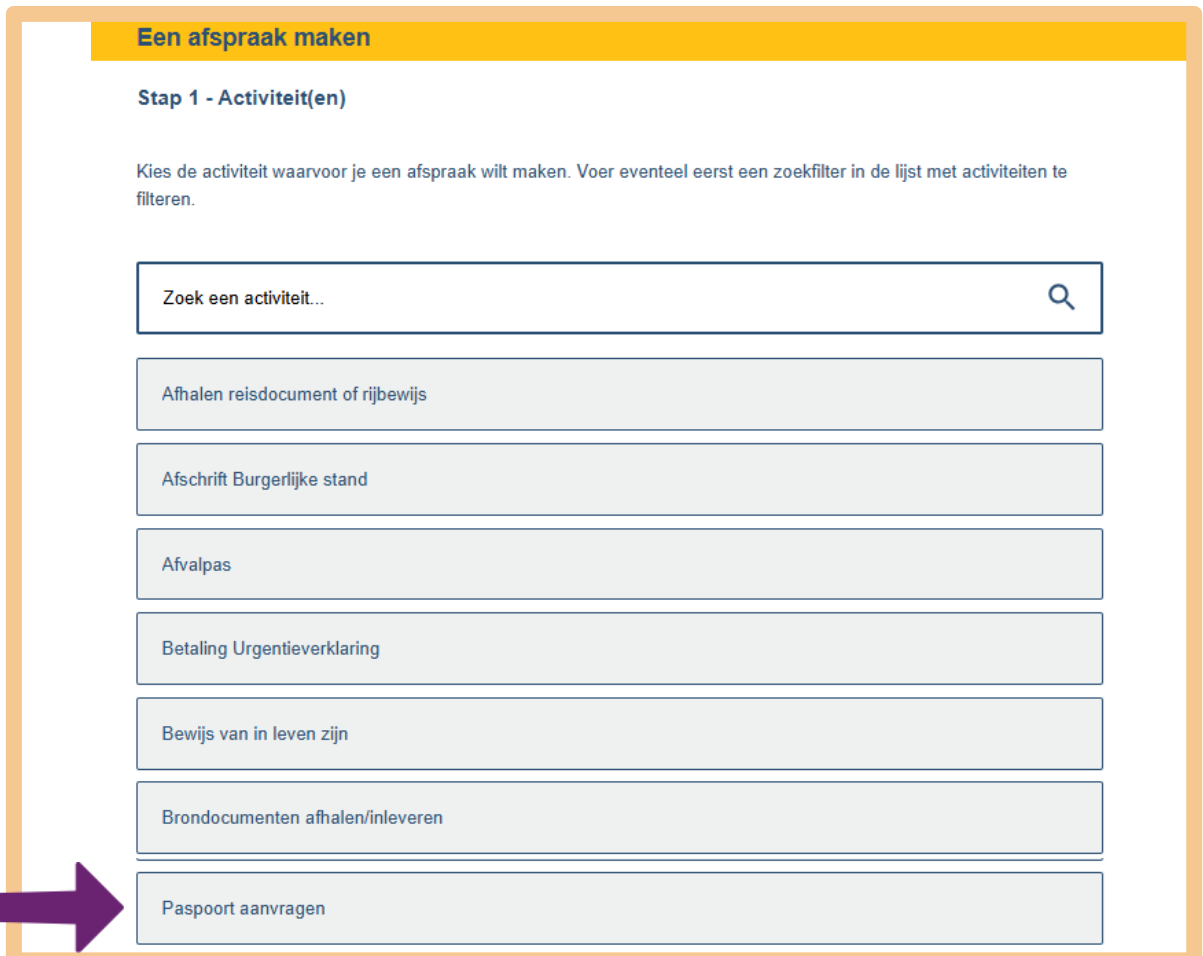 Een afspraak maken
Stap 1 - Activiteit(en)
Kies de activiteit waarvoor je een afspraak wilt maken. Voer eventeel eerst een zoekfilter in de lijst met activiteiten te
filteren.
Zoek een activiteit...
Afhalen reisdocument of rijbewijs
Afschrift Burgerlijke stand
Afvalpas
Betaling Urgentieverklaring
Bewijs van in leven zijn
Brondocumenten afhalen/inleveren
Paspoort aanvragen